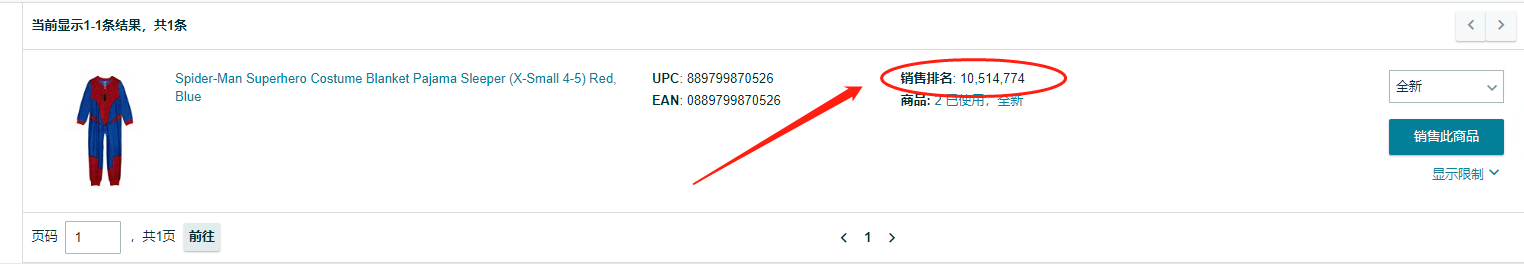 当前显示1-1条结果，共1条
Spider-Man Superhero Costume Blanket Pajama Sleeper (X-Small 4-5) Red,
Blue
UPC: 889799870526
EAN: 0889799870526
销售排名: 10,514,774
商品: 2 已使用，全新
全新
销售此商品
显示限制
页码 1 ，共1页 前往
1